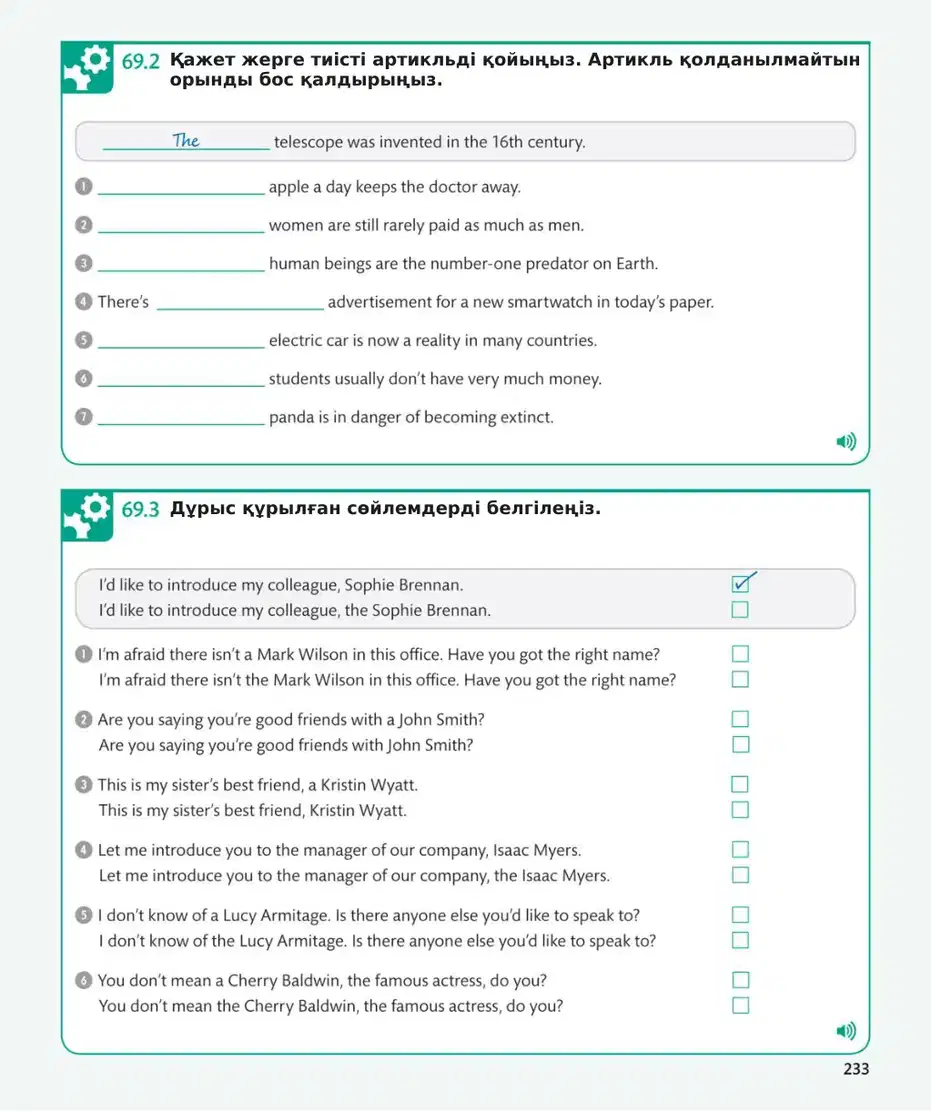 69.2 Қажет жерге тиісті артикльді қойыңыз. Артикль қолданылмайтын
орынды бос қалдырыңыз.
The telescope was invented in the 16th century.
1 apple a day keeps the doctor away.
2 women are still rarely paid as much as men.
3 human beings are the number-one predator on Earth.
4 There's advertisement for a new smartwatch in today's paper.
5 electric car is now a reality in many countries.
6 students usually don't have very much money.
7 panda is in danger of becoming extinct.
69.3 Дұрыс құрылған сөйлемдерді белгілеңіз.
I'd like to introduce my colleague, Sophie Brennan.
I'd like to introduce my colleague, the Sophie Brennan.
1 I'm afraid there isn't a Mark Wilson in this office. Have you got the right name?
I'm afraid there isn't the Mark Wilson in this office. Have you got the right name?
2 Are you saying you're good friends with a John Smith?
Are you saying you're good friends with John Smith?
3 This is my sister's best friend, a Kristin Wyatt.
This is my sister's best friend, Kristin Wyatt.
4 Let me introduce you to the manager of our company, Isaac Myers.
Let me introduce you to the manager of our company, the Isaac Myers.
5 I don't know of a Lucy Armitage. Is there anyone else you'd like to speak to?
I don't know of the Lucy Armitage. Is there anyone else you'd like to speak to?
6 You don't mean a Cherry Baldwin, the famous actress, do you?
You don't mean the Cherry Baldwin, the famous actress, do you?
233